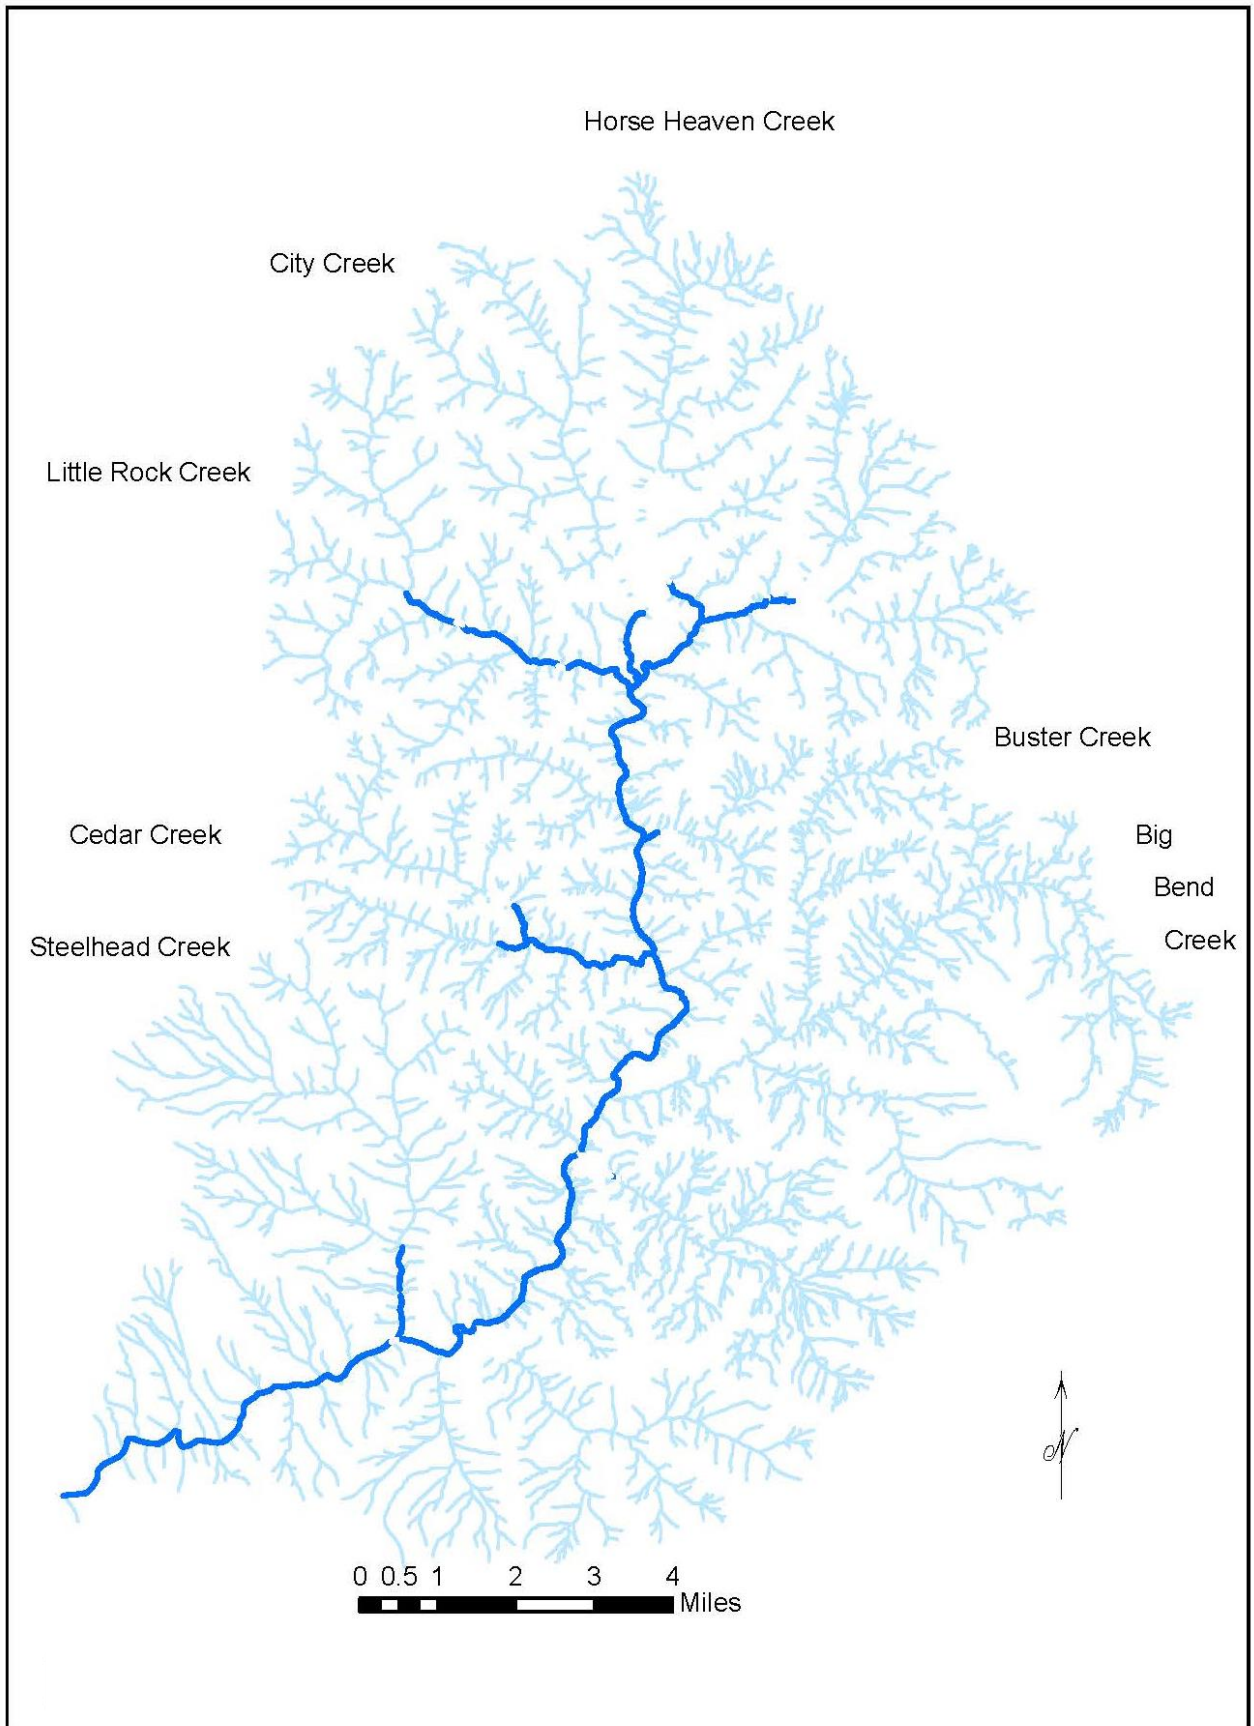 Horse Heaven Creek
City Creek
Little Rock Creek
Buster Creek
Cedar Creek
Big
Bend
Creek
Steelhead Creek
N
0 0.5 1 2 3 4
Miles